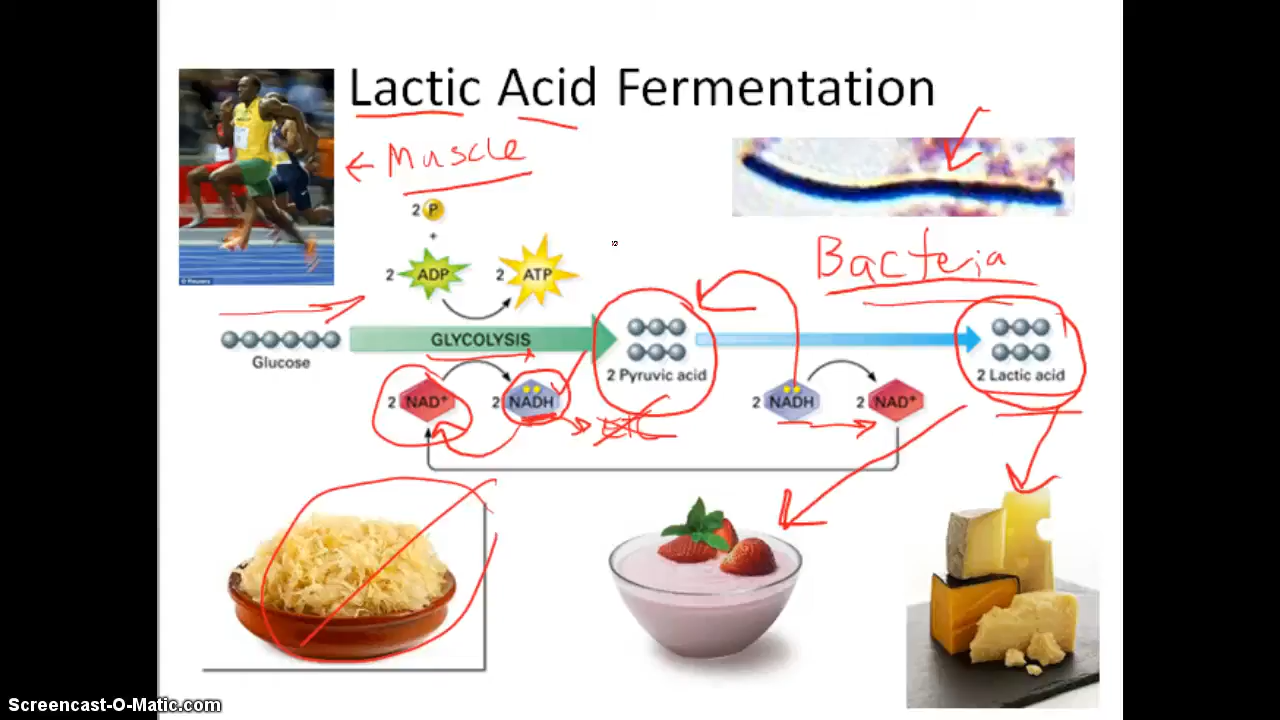 Lactic Acid Fermentation
← Muscle
2 P
+
2 ADP 2 ATP
Bacteria
GLYCOLYSIS
Glucose
2 Pyruvic acid
2 Lactic acid
2 NAD+ 2 NADH
2 NADH 2 NAD+
ETC
Screencast-O-Matic.com